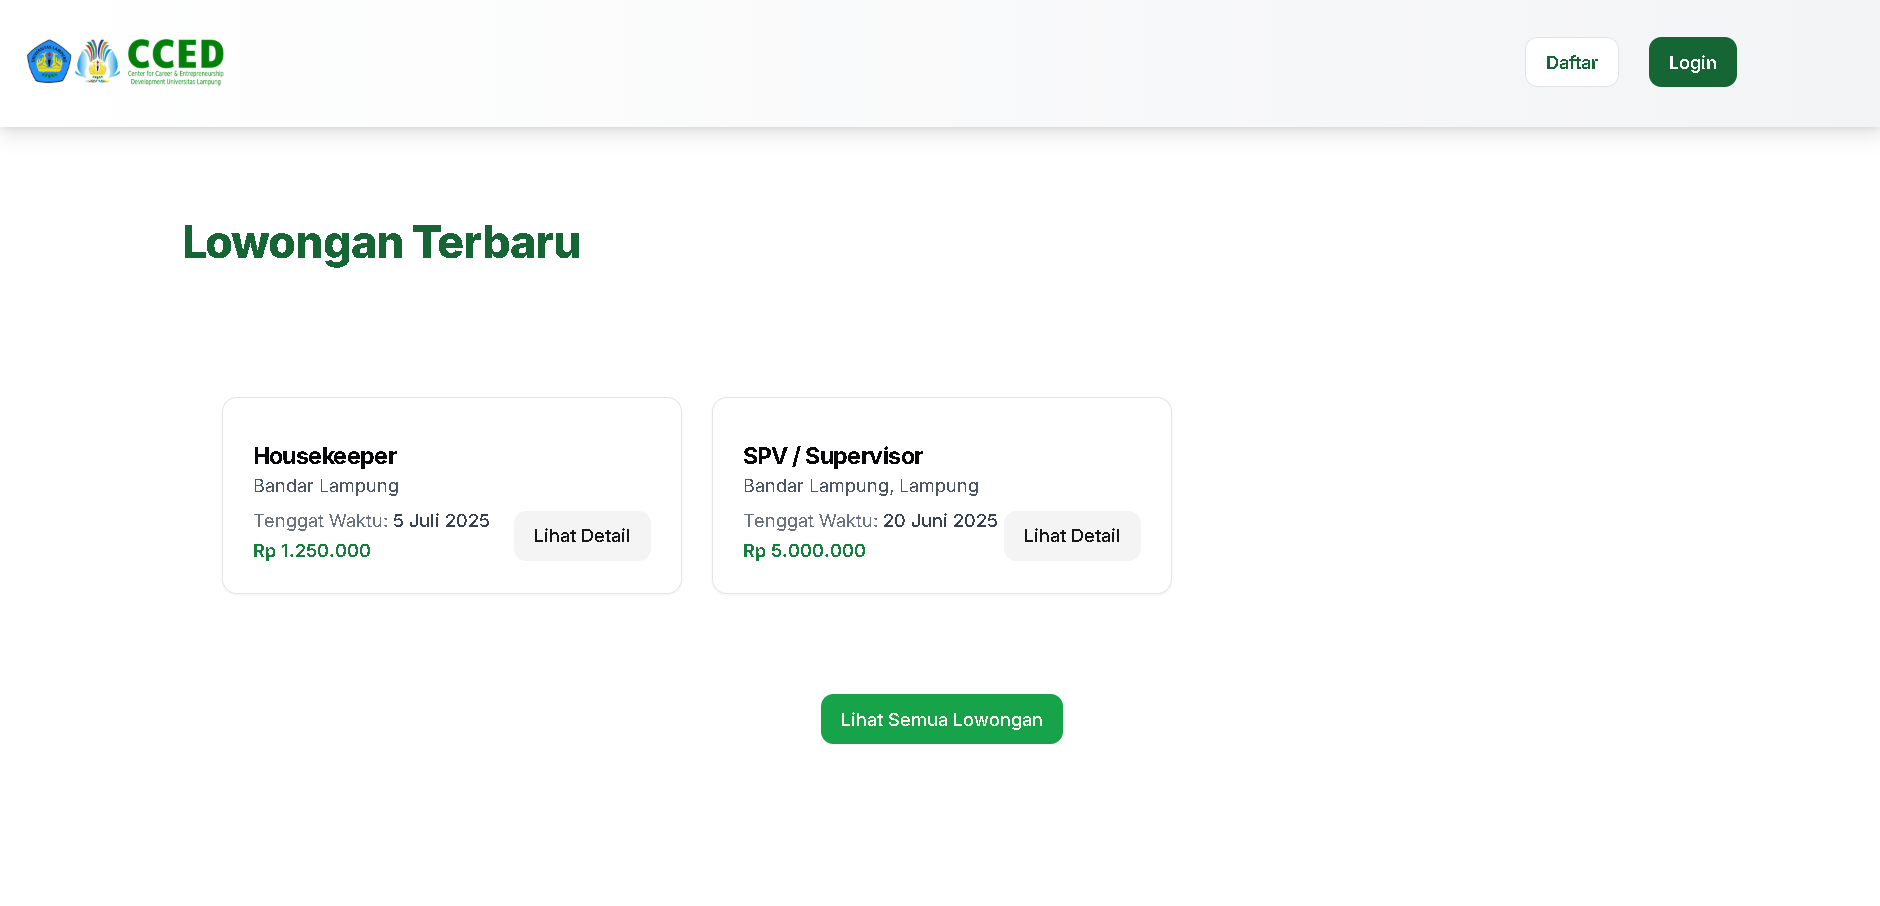 CCED
Center for Career & Entrepreneurship
Development Universitas Lampung
Daftar
Login
Lowongan Terbaru
Housekeeper
Bandar Lampung
Tenggat Waktu: 5 Juli 2025
Rp 1.250.000
Lihat Detail
SPV / Supervisor
Bandar Lampung, Lampung
Tenggat Waktu: 20 Juni 2025
Rp 5.000.000
Lihat Detail
Lihat Semua Lowongan